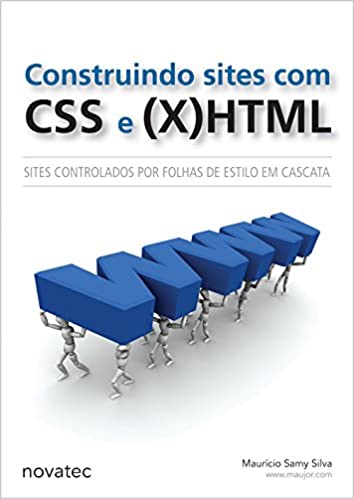 Construindo sites com
CSS e (X)HTML
SITES CONTROLADOS POR FOLHAS DE ESTILO EM CASCATA
WWWWWW
Maurício Samy Silva
www.maujor.com
novatec